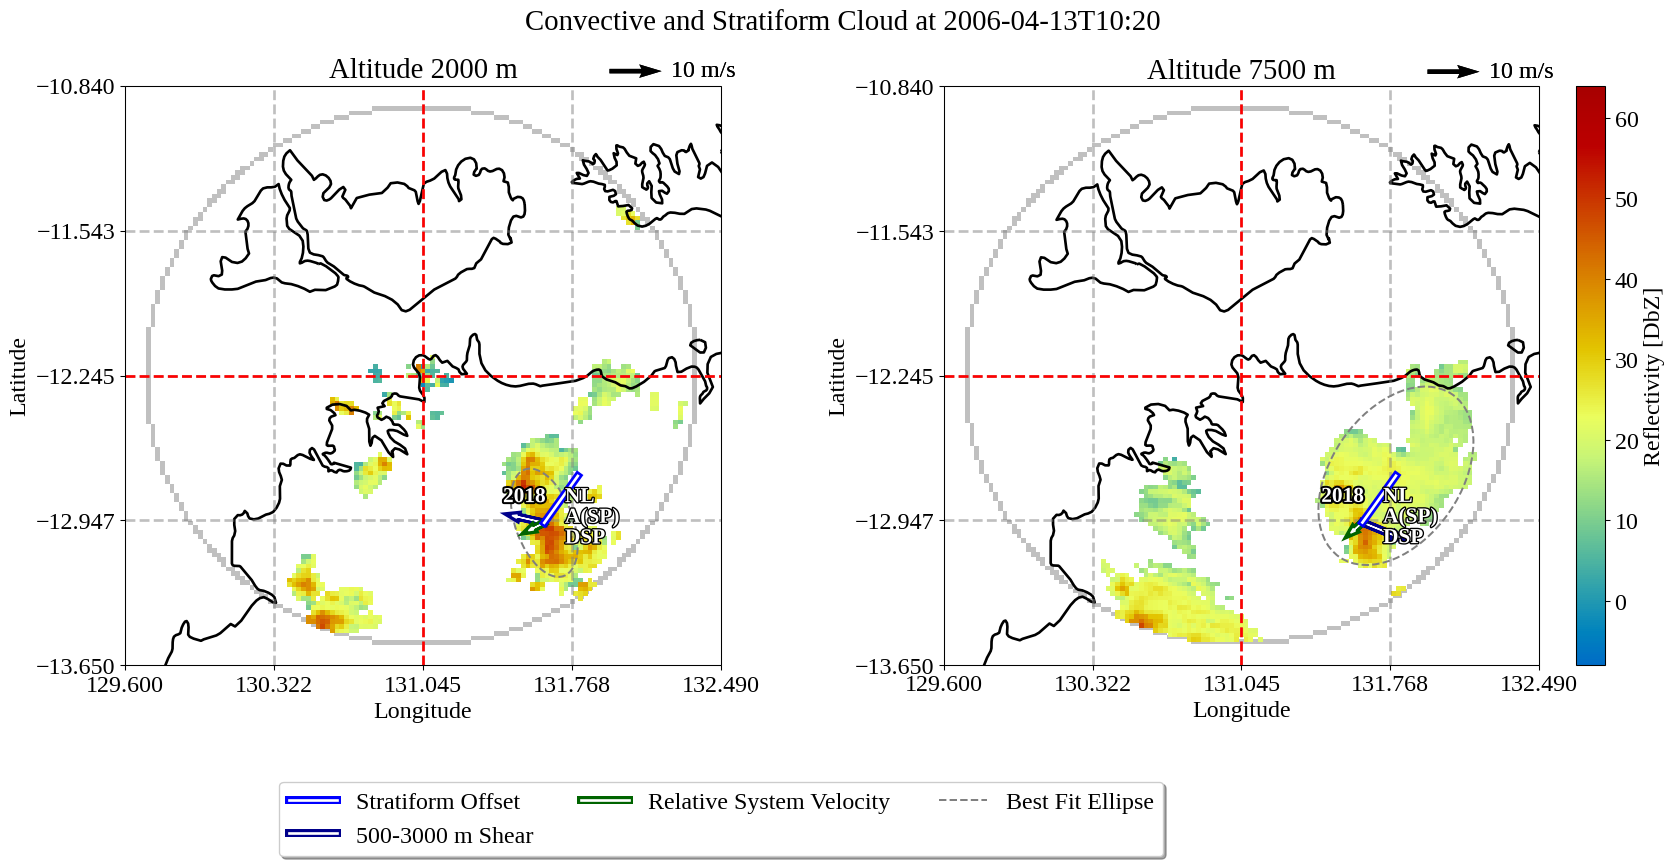 Convective and Stratiform Cloud at 2006-04-13T10:20
Altitude 2000 m
10 m/s
Altitude 7500 m
10 m/s
−10.840
−11.543
−12.245
−12.947
−13.650
Latitude
129.600
130.322
131.045
131.768
132.490
Longitude
2018
NL
A(SP)
DSP
−10.840
−11.543
−12.245
−12.947
−13.650
Latitude
129.600
130.322
131.045
131.768
132.490
Longitude
2018
NL
A(SP)
DSP
60
50
40
30
20
10
0
Reflectivity [DbZ]
Stratiform Offset
500-3000 m Shear
Relative System Velocity
Best Fit Ellipse